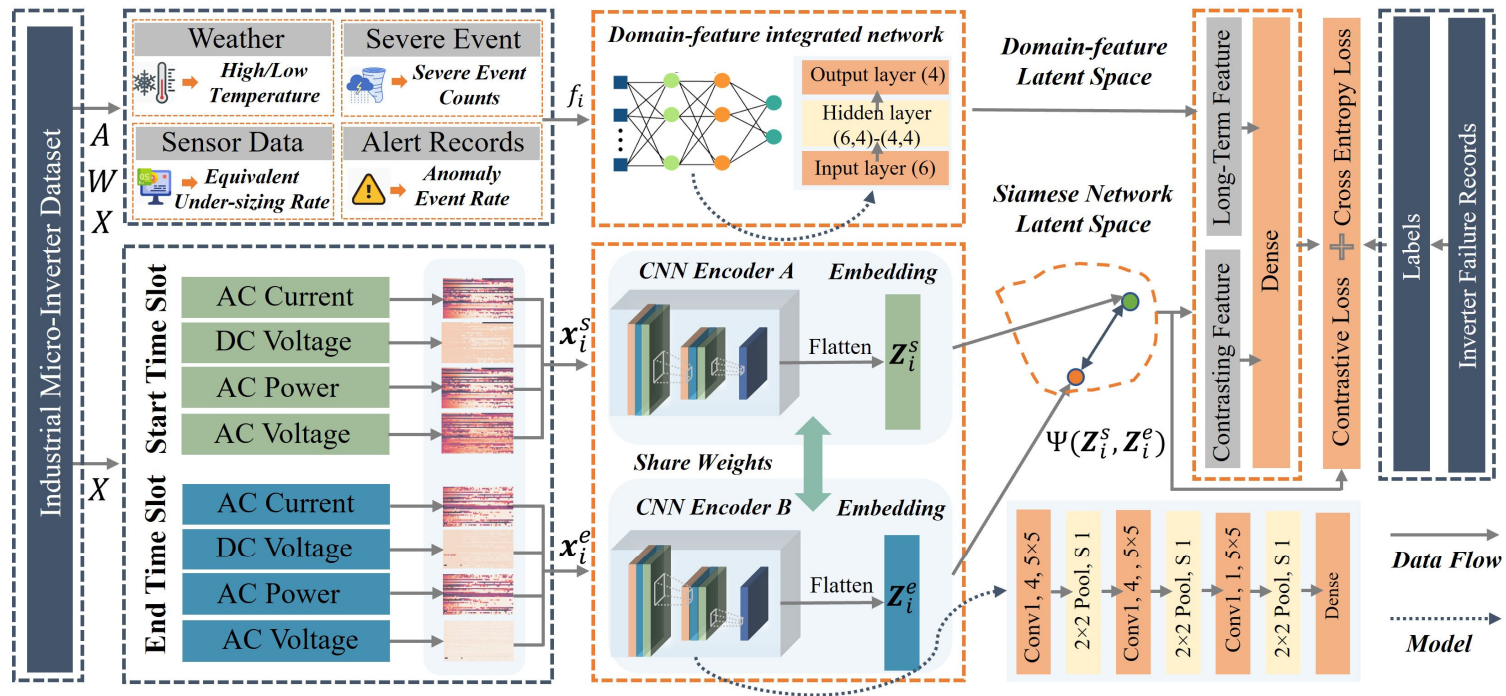 Industrial Micro-Inverter Dataset
A
W
X
X
Weather
High/Low
Temperature
Severe Event
Severe Event
Counts
Sensor Data
Equivalent
Under-sizing Rate
Alert Records
Anomaly
Event Rate
f_i
Domain-feature integrated network
Output layer (4)
Hidden layer
(6,4)-(4,4)
Input layer (6)
Domain-feature
Latent Space
Siamese Network
Latent Space
Start Time Slot
AC Current
DC Voltage
AC Power
AC Voltage
End Time Slot
AC Current
DC Voltage
AC Power
AC Voltage
x_i^s
x_i^e
CNN Encoder A
Embedding
Flatten
Z_i^s
Share Weights
CNN Encoder B
Embedding
Flatten
Z_i^e
Ψ(Z_i^s, Z_i^e)
Long-Term Feature
Contrasting Feature
Dense
Contrastive Loss + Cross Entropy Loss
Labels
Inverter Failure Records
Conv1, 4, 5×5
2×2 Pool, S 1
Conv1, 4, , 5×5
2×2 Pool, S 1
Conv1, 1, 5×5
2×2 Pool, S 1
Dense
Data Flow
Model